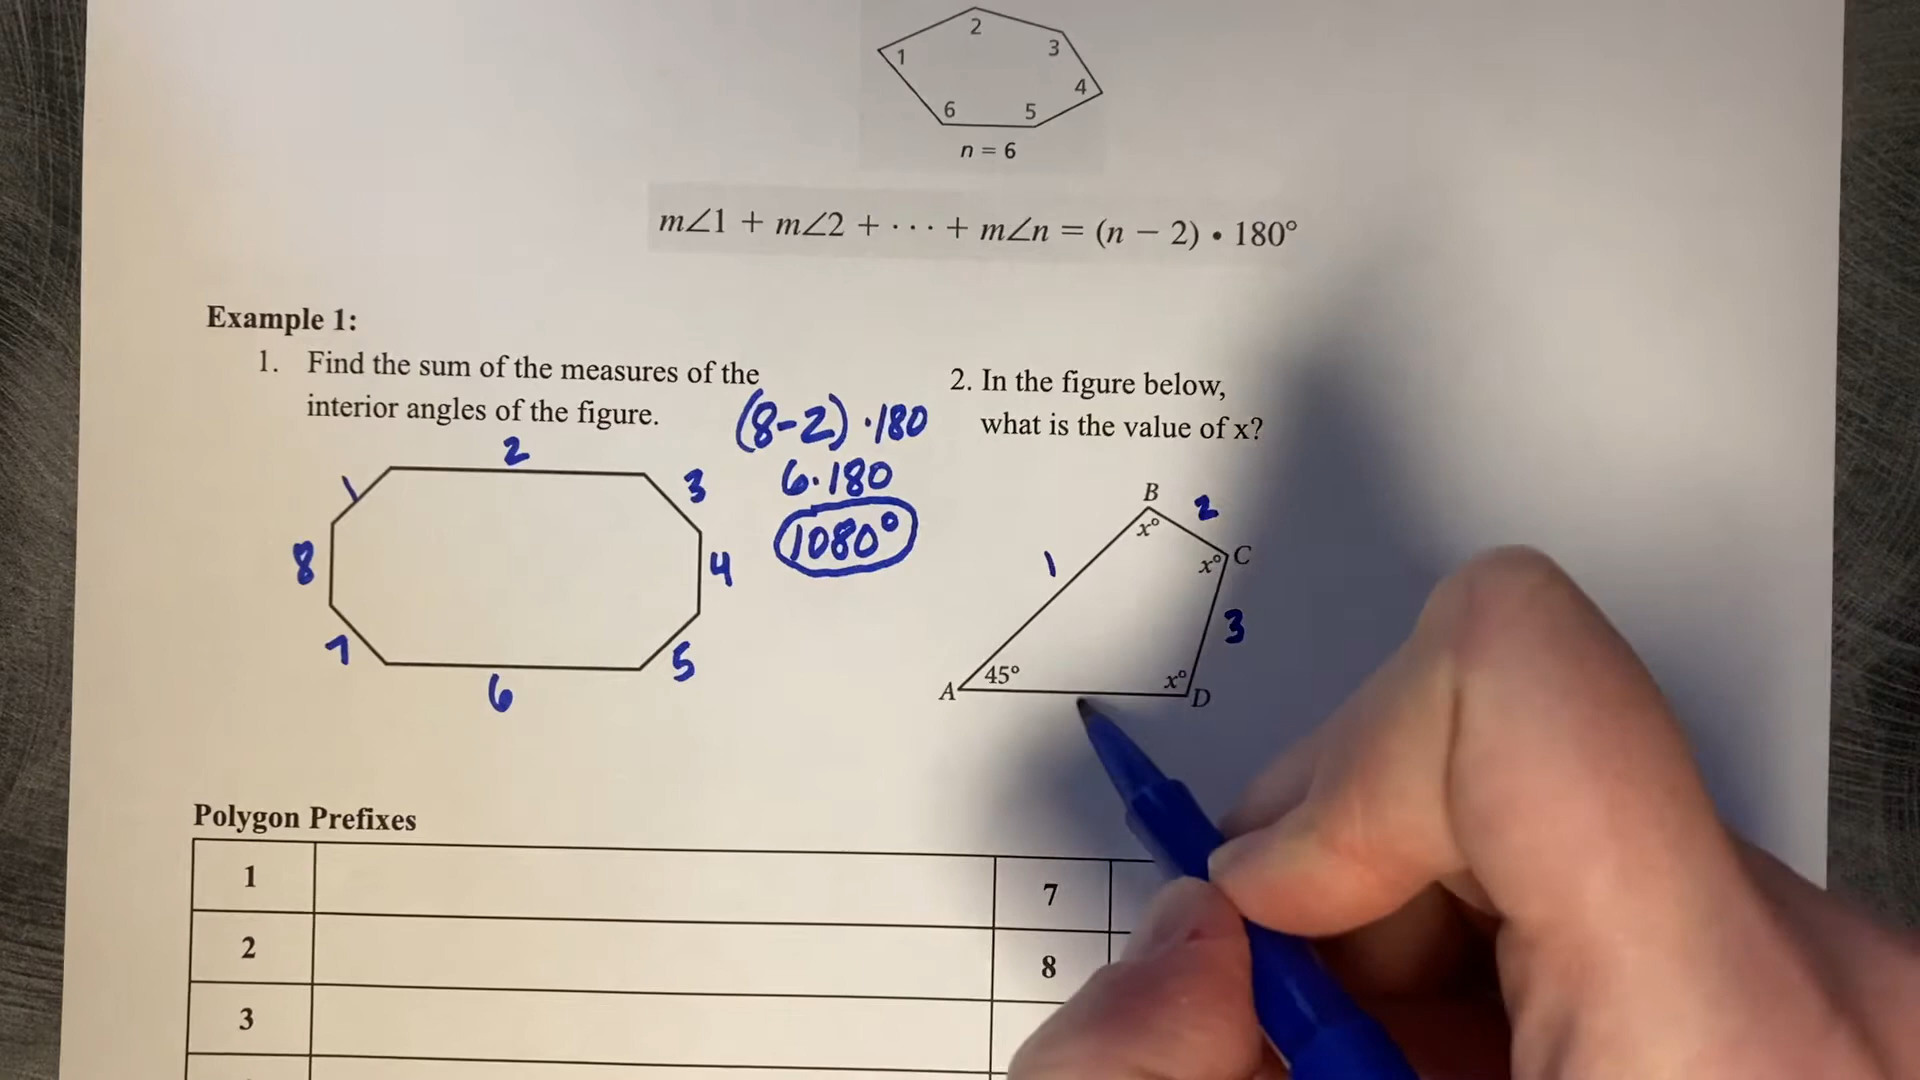 2
1
3
4
6
5
n = 6
m∠1 + m∠2 + · · · + m∠n = (n − 2) • 180°
Example 1:
1. Find the sum of the measures of the
interior angles of the figure.
(8-2) ·180
6·180
1080°
1
2
3
8
4
7
5
6
2. In the figure below,
what is the value of x?
B
2
x°
1
x°
C
3
45°
x°
A
D
Polygon Prefixes
1
7
2
8
3